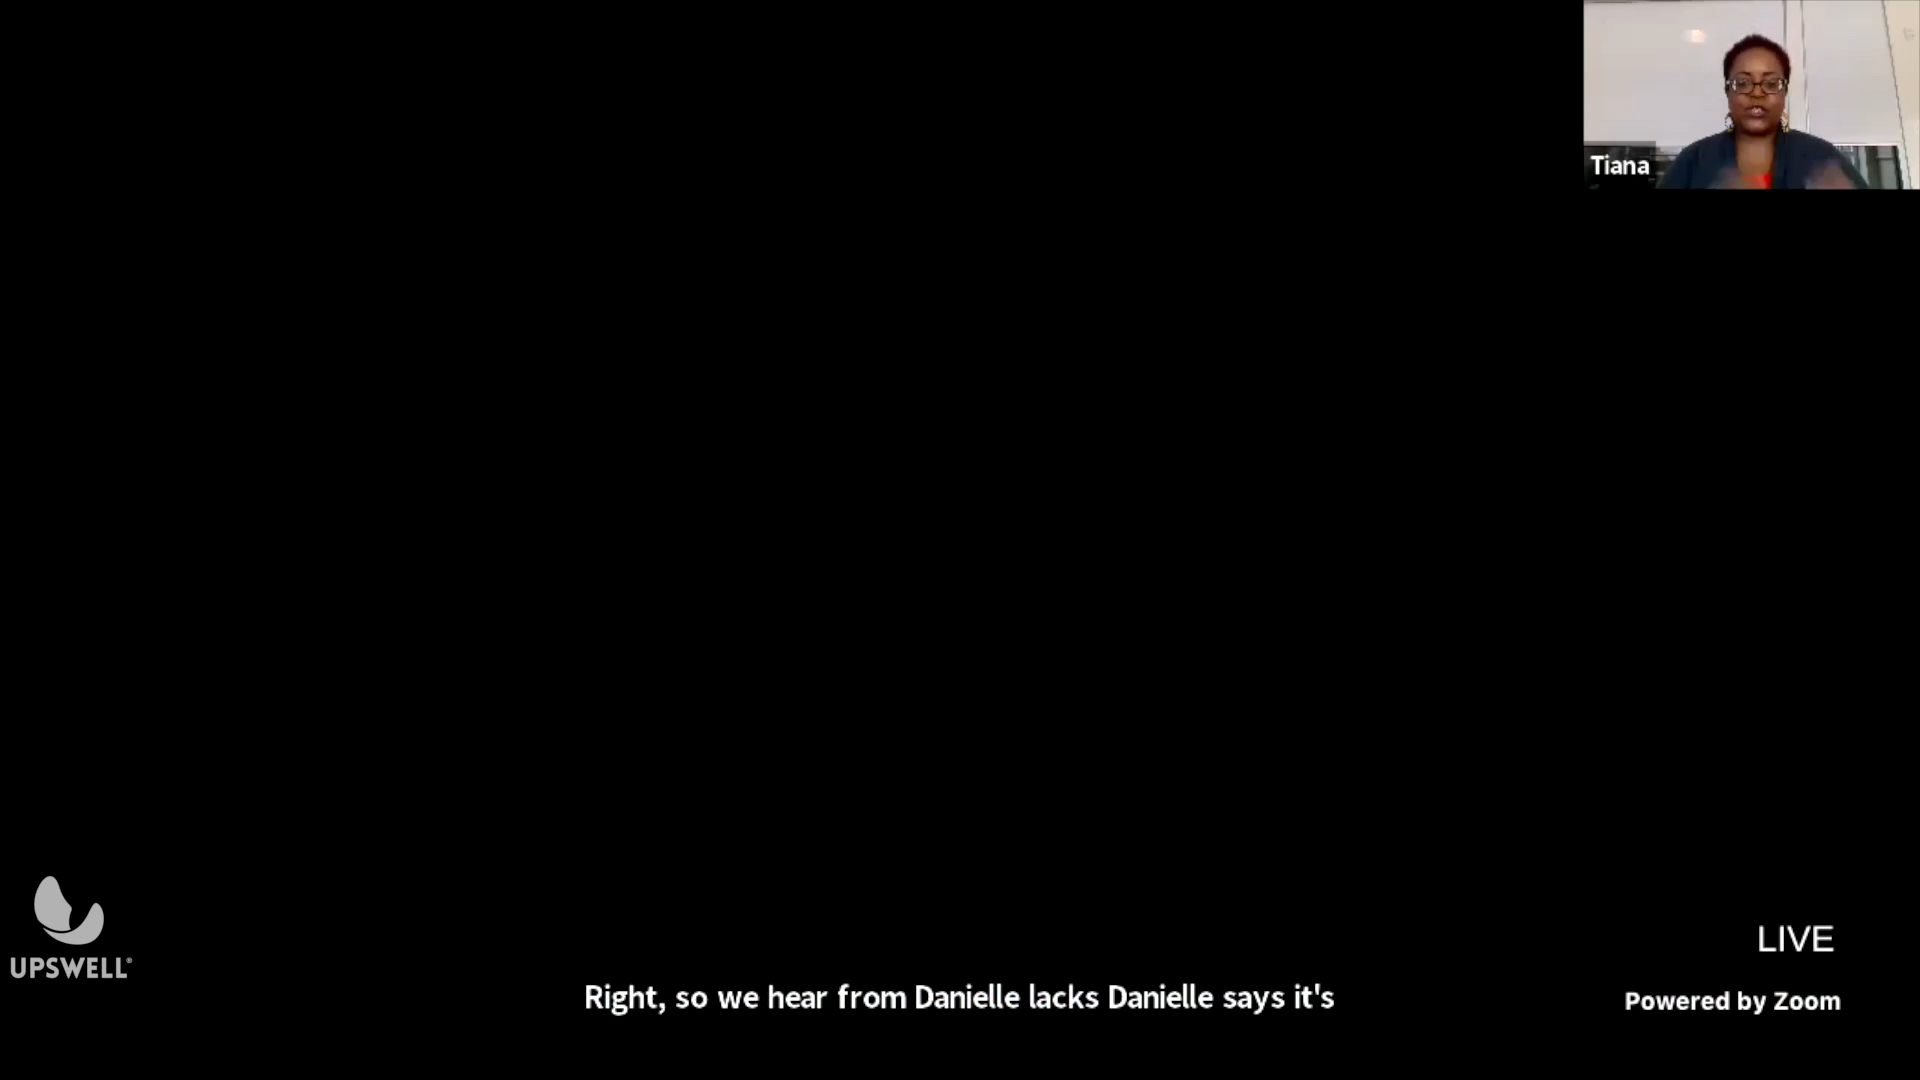 Tiana
UPSWELL®
LIVE
Right, so we hear from Danielle lacks Danielle says it's
Powered by Zoom